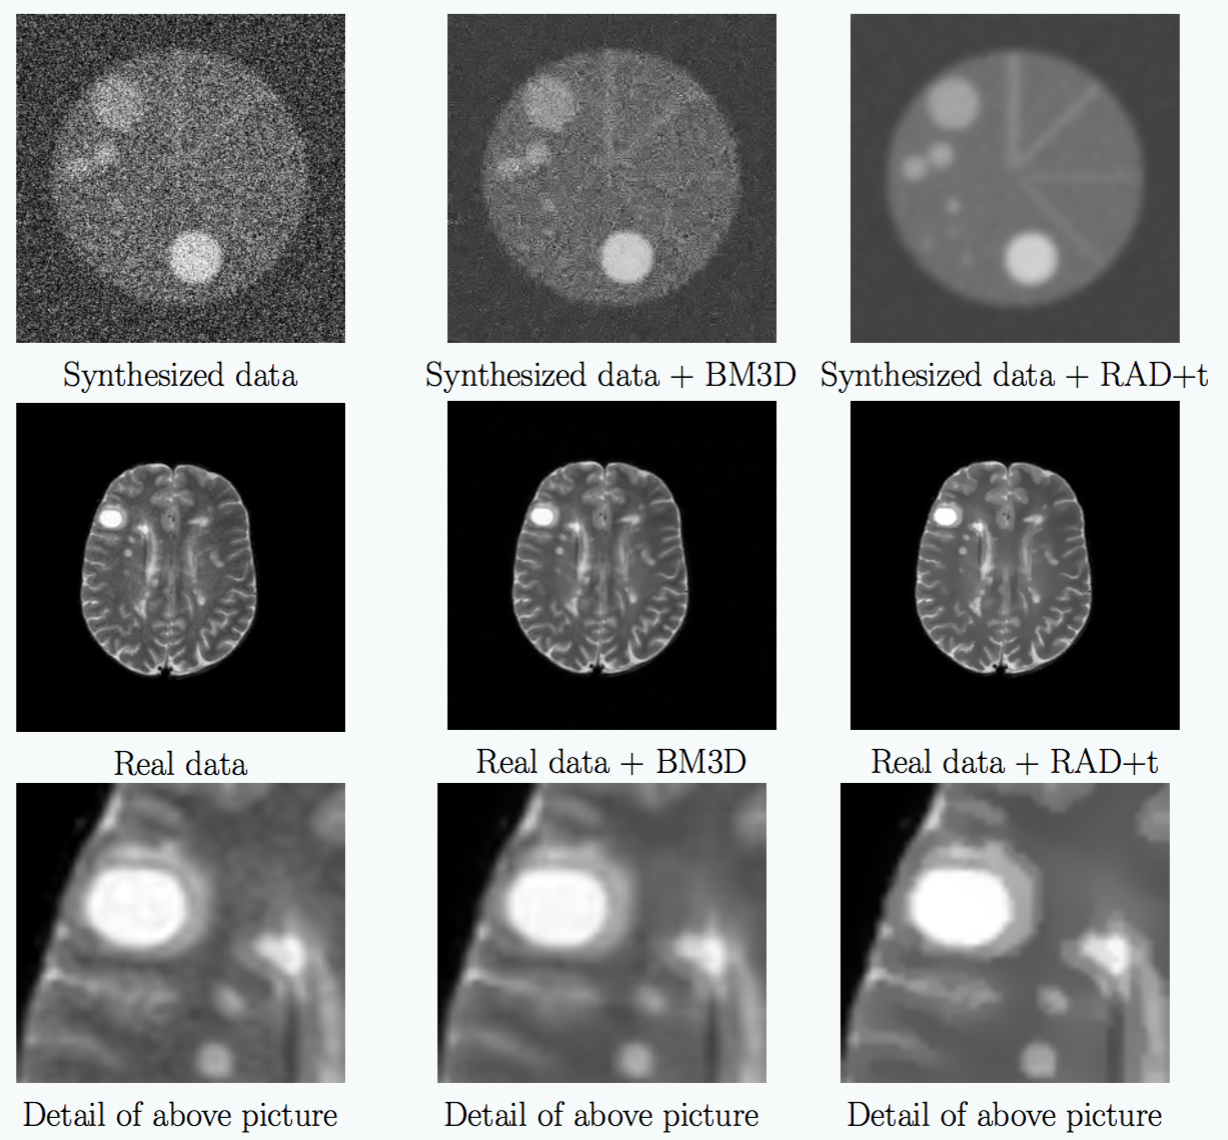 Synthesized data
Synthesized data + BM3D
Synthesized data + RAD+t
Real data
Real data + BM3D
Real data + RAD+t
Detail of above picture
Detail of above picture
Detail of above picture